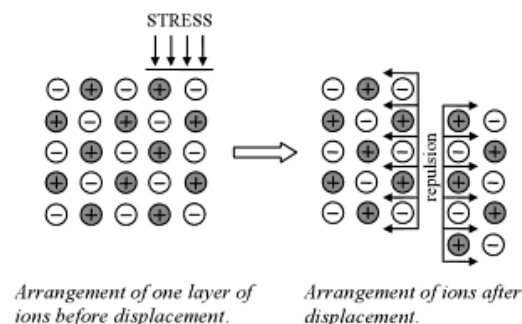 STRESS
repulsion
Arrangement of one layer of
ions before displacement.
Arrangement of ions after
displacement.